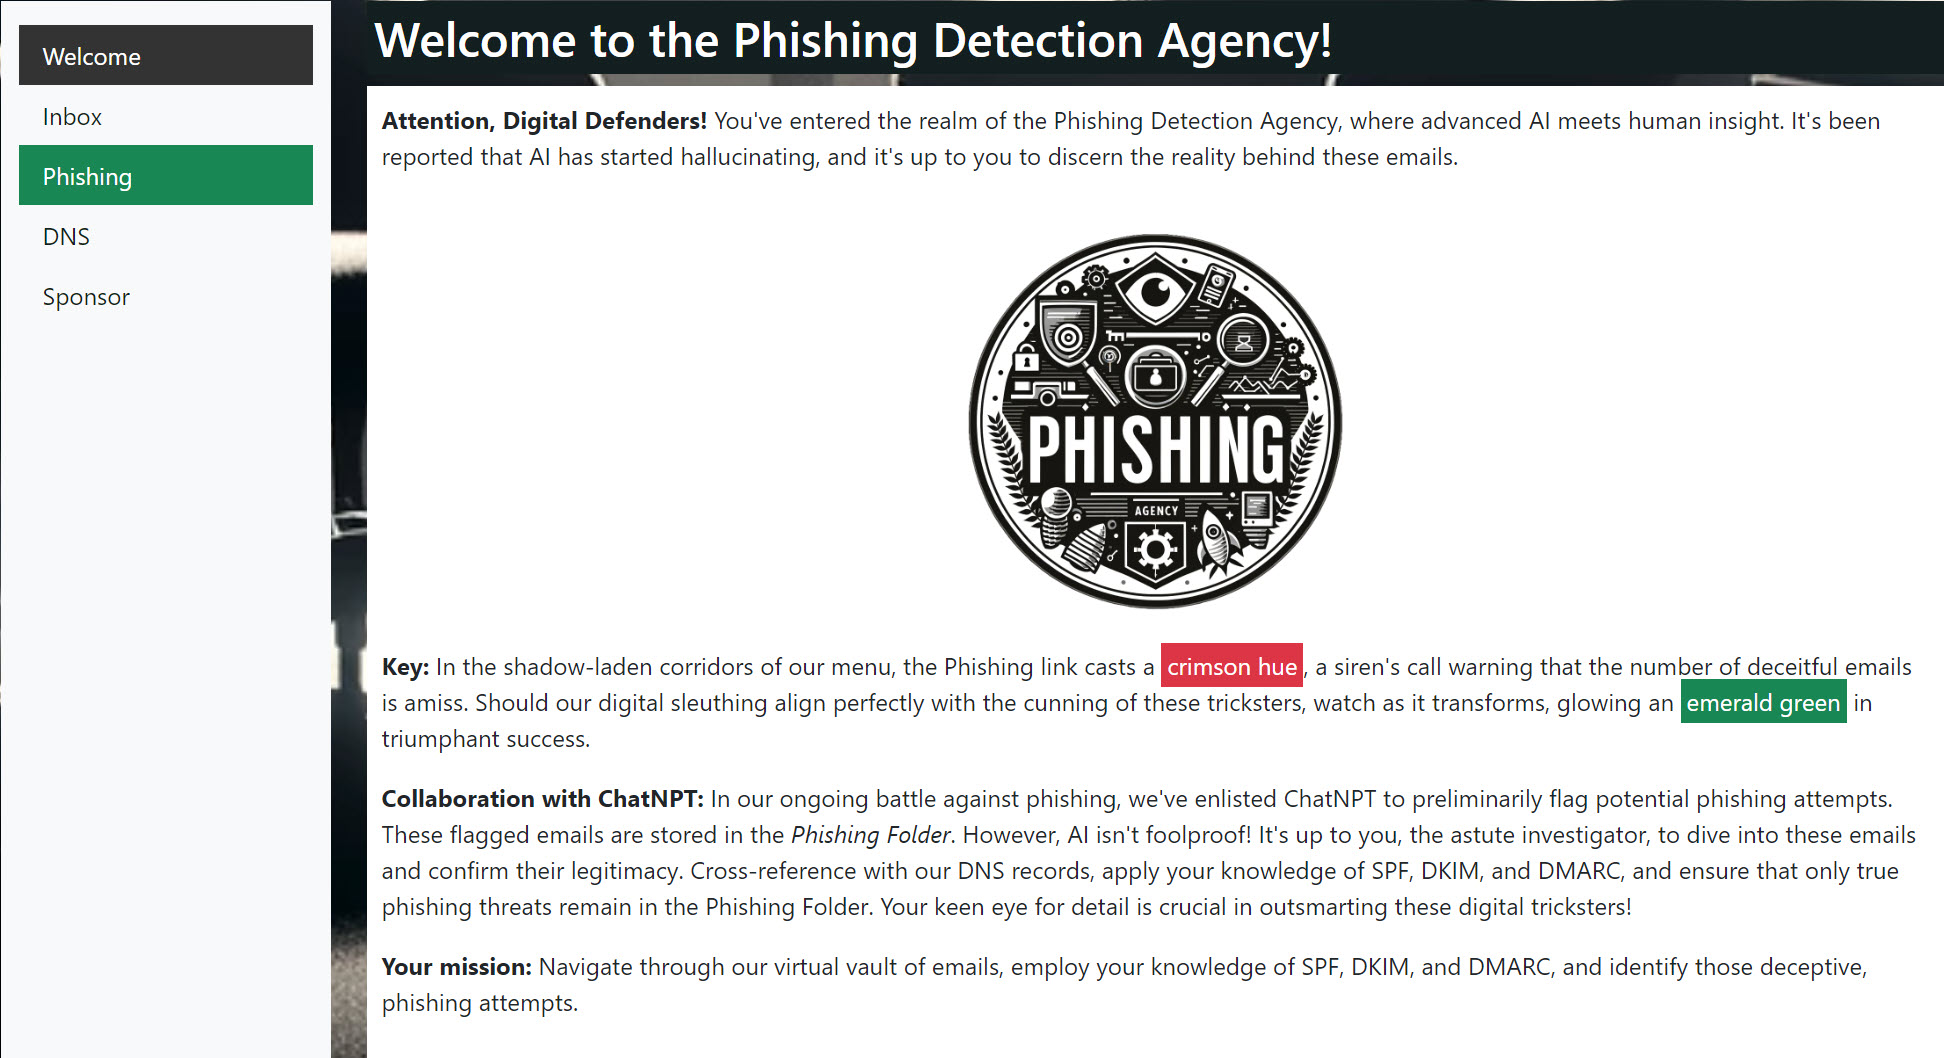 Welcome
Inbox
Phishing
DNS
Sponsor
Welcome to the Phishing Detection Agency!
Attention, Digital Defenders! You've entered the realm of the Phishing Detection Agency, where advanced AI meets human insight. It's been
reported that AI has started hallucinating, and it's up to you to discern the reality behind these emails.
PHISHING
AGENCY
Key: In the shadow-laden corridors of our menu, the Phishing link casts a crimson hue, a siren's call warning that the number of deceitful emails
is amiss. Should our digital sleuthing align perfectly with the cunning of these tricksters, watch as it transforms, glowing an emerald green in
triumphant success.
Collaboration with ChatNPT: In our ongoing battle against phishing, we've enlisted ChatNPT to preliminarily flag potential phishing attempts.
These flagged emails are stored in the Phishing Folder. However, AI isn't foolproof! It's up to you, the astute investigator, to dive into these emails
and confirm their legitimacy. Cross-reference with our DNS records, apply your knowledge of SPF, DKIM, and DMARC, and ensure that only true
phishing threats remain in the Phishing Folder. Your keen eye for detail is crucial in outsmarting these digital tricksters!
Your mission: Navigate through our virtual vault of emails, employ your knowledge of SPF, DKIM, and DMARC, and identify those deceptive,
phishing attempts.